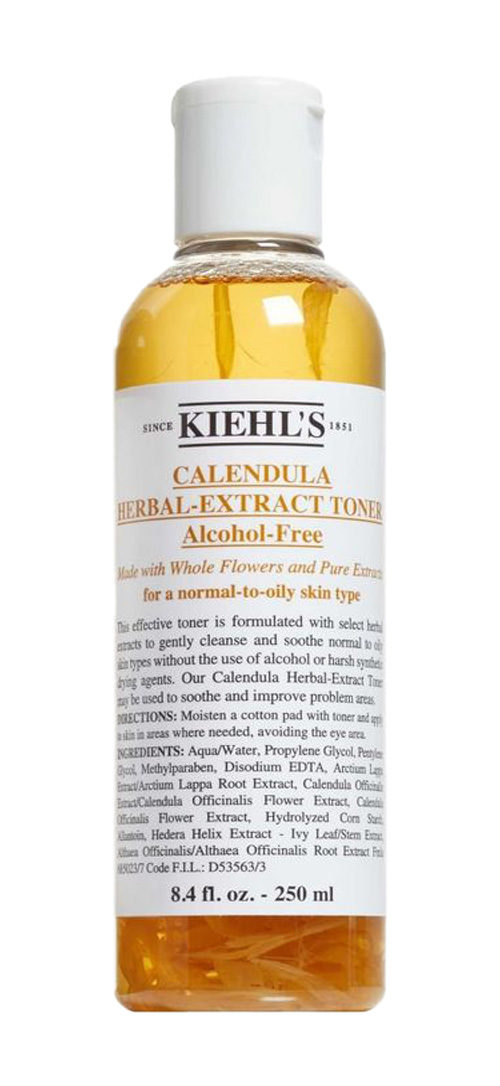 SINCE KIEHL'S 1851
CALENDULA
HERBAL-EXTRACT TONER
Alcohol-Free
Made with Whole Flowers and Pure Extracts
for a normal-to-oily skin type
This effective toner is formulated with select herbal
extracts to gently cleanse and soothe normal to oily
skin types without the use of alcohol or harsh synthetic
drying agents. Our Calendula Herbal-Extract Toner
may be used to soothe and improve problem areas.
DIRECTIONS: Moisten a cotton pad with toner and apply
to skin in areas where needed, avoiding the eye area.
INGREDIENTS: Aqua/Water, Propylene Glycol, Pentylene
Glycol, Methylparaben, Disodium EDTA, Arctium Lappa
Extract/Arctium Lappa Root Extract, Calendula Officinalis
Extract/Calendula Officinalis Flower Extract, Calendula
Officinalis Flower Extract, Hydrolyzed Corn Starch,
Allantoin, Hedera Helix Extract - Ivy Leaf/Stem Extract,
Althaea Officinalis/Althaea Officinalis Root Extract
Code F.I.L.: D53563/3
8.4 fl. oz. - 250 ml